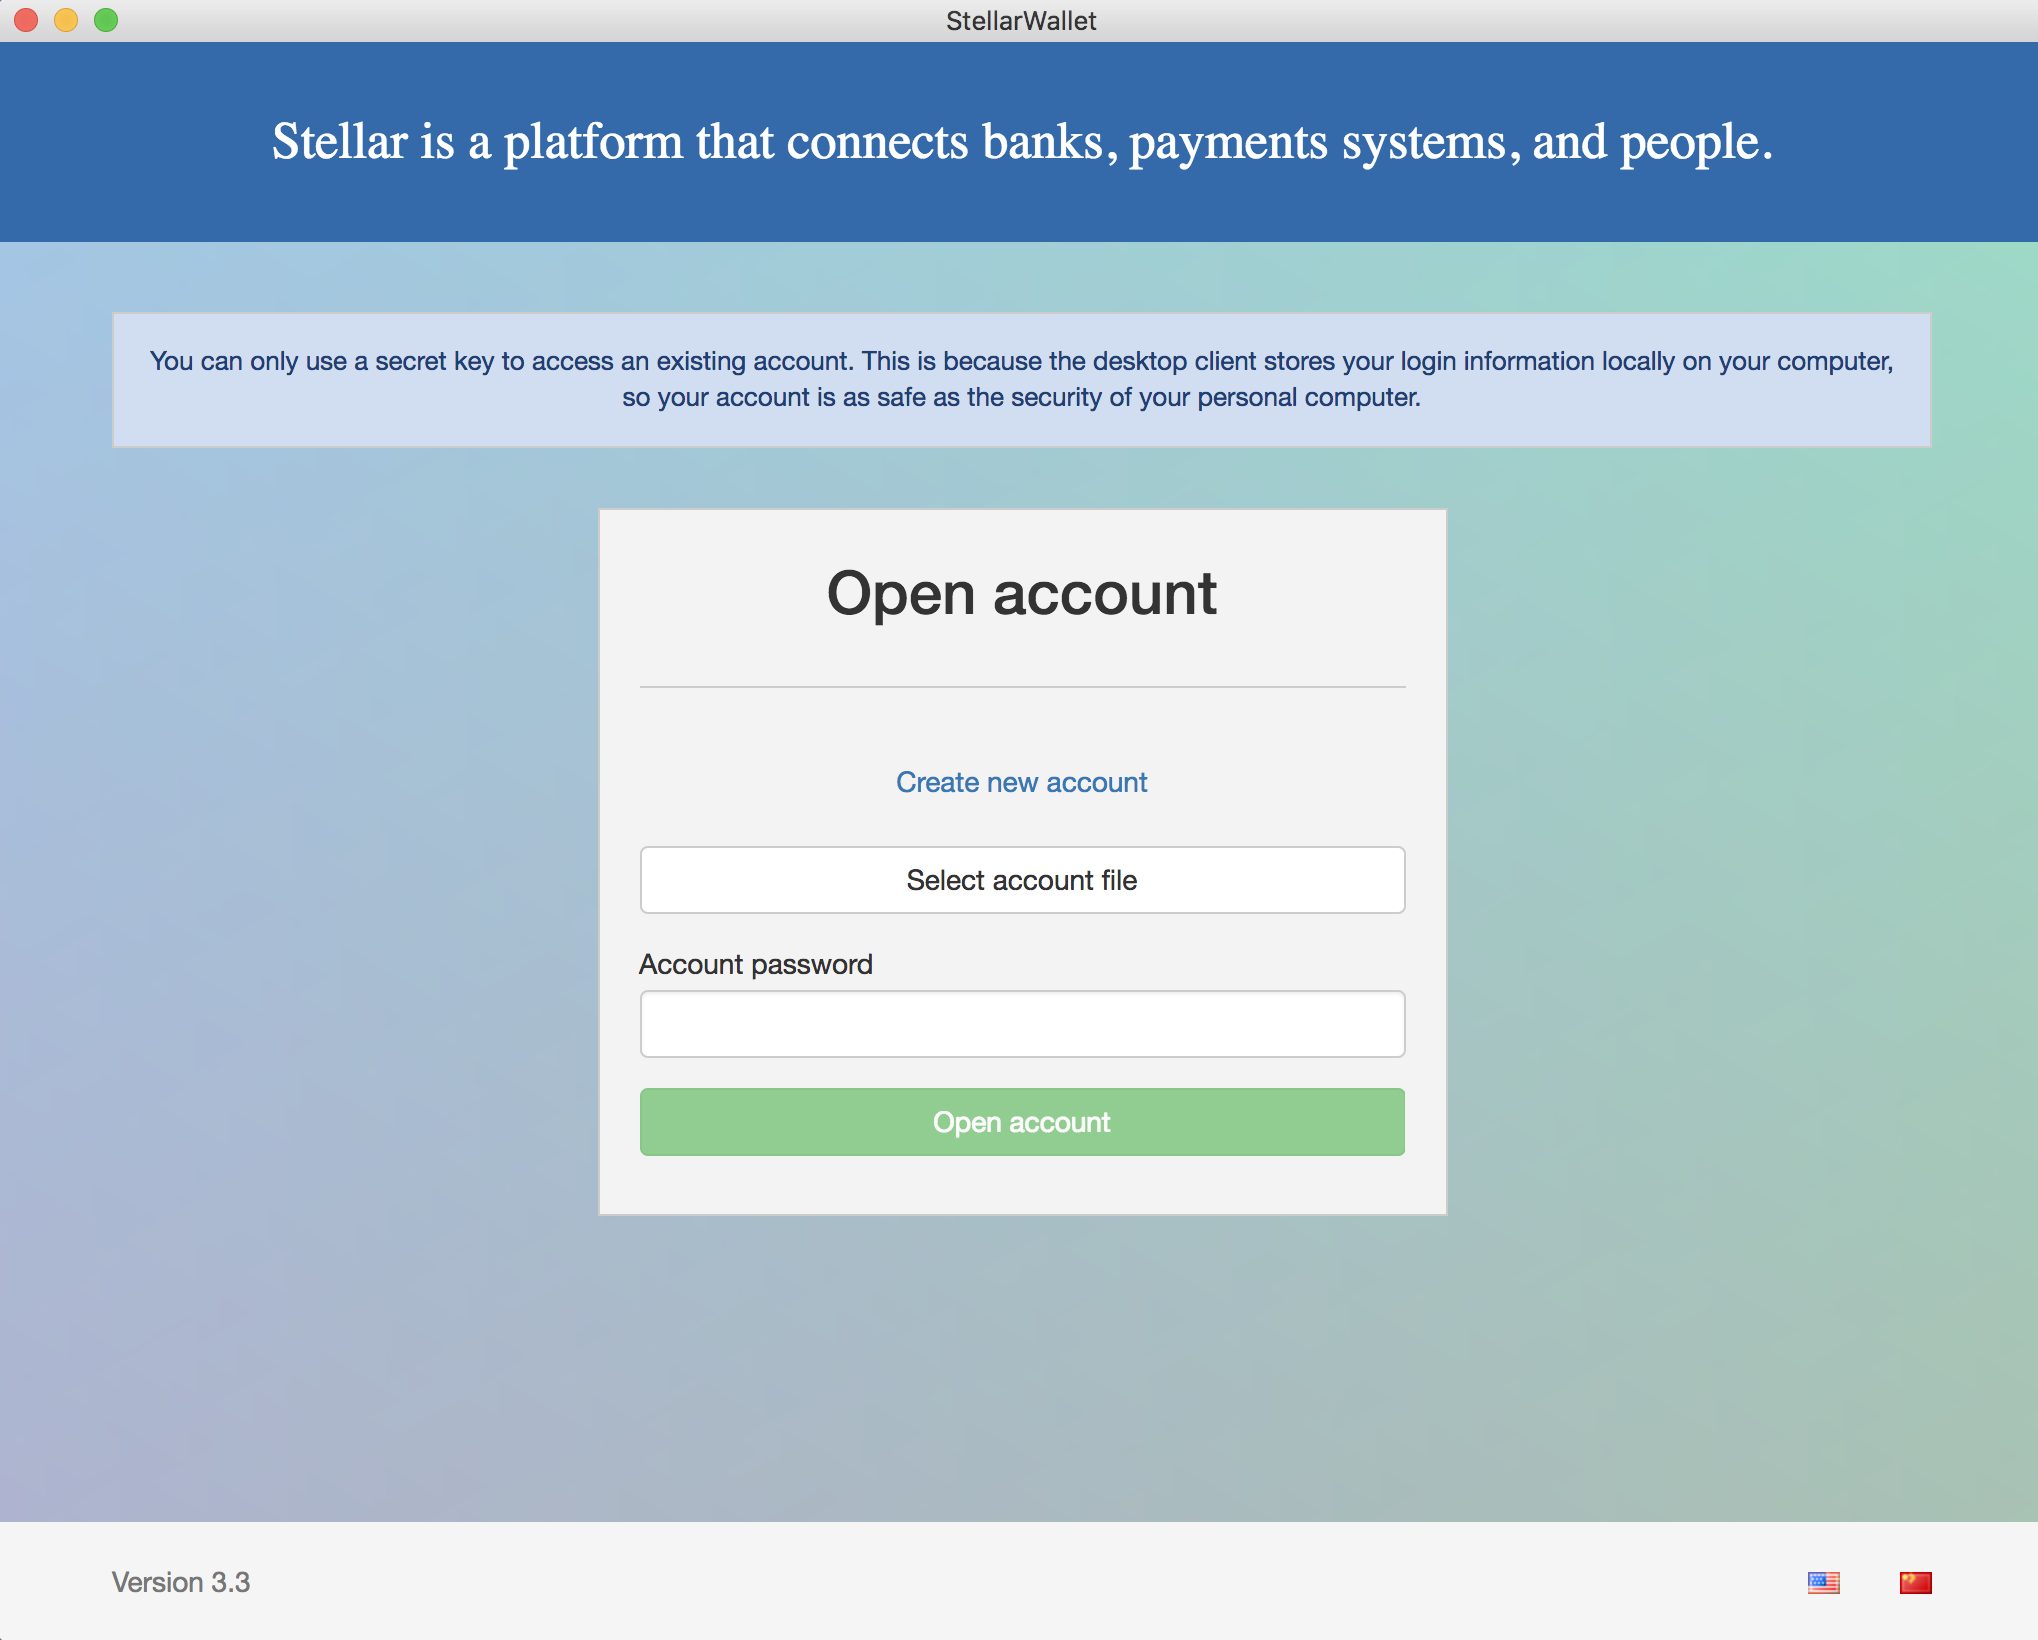 StellarWallet
Stellar is a platform that connects banks, payments systems, and people.
You can only use a secret key to access an existing account. This is because the desktop client stores your login information locally on your computer,
so your account is as safe as the security of your personal computer.
Open account
Create new account
Select account file
Account password
Open account
Version 3.3